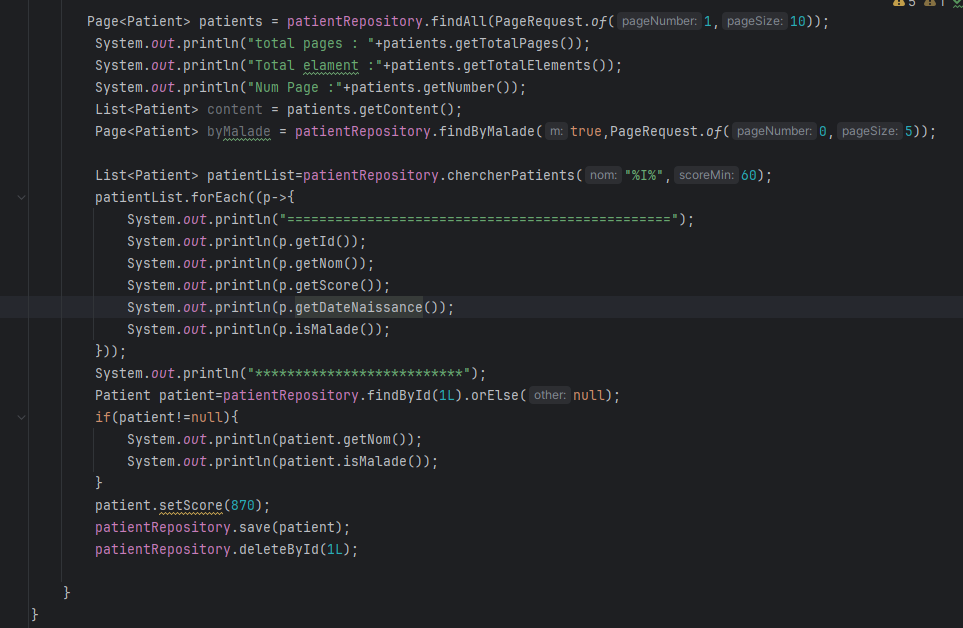 5 1
Page<Patient> patients = patientRepository.findAll(PageRequest.of( pageNumber: 1, pageSize: 10));
System.out.println("total pages : "+patients.getTotalPages());
System.out.println("Total elament :"+patients.getTotalElements());
System.out.println("Num Page :"+patients.getNumber());
List<Patient> content = patients.getContent();
Page<Patient> byMalade = patientRepository.findByMalade( m: true,PageRequest.of( pageNumber: 0, pageSize: 5));
List<Patient> patientList=patientRepository.chercherPatients( nom: "%I%", scoreMin: 60);
patientList.forEach((p->{
System.out.println("================================================");
System.out.println(p.getId());
System.out.println(p.getNom());
System.out.println(p.getScore());
System.out.println(p.getDateNaissance());
System.out.println(p.isMalade());
}));
System.out.println("**************************");
Patient patient=patientRepository.findById(1L).orElse( other: null);
if(patient!=null){
System.out.println(patient.getNom());
System.out.println(patient.isMalade());
}
patient.setScore(870);
patientRepository.save(patient);
patientRepository.deleteById(1L);
}
}